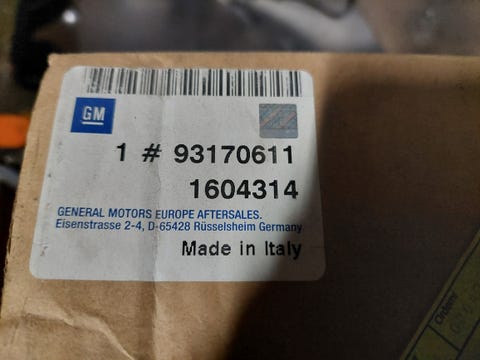 GM
1 # 93170611
1604314
GENERAL MOTORS EUROPE AFTERSALES.
Eisenstrasse 2-4, D-65428 Rüsselsheim Germany
Made in Italy